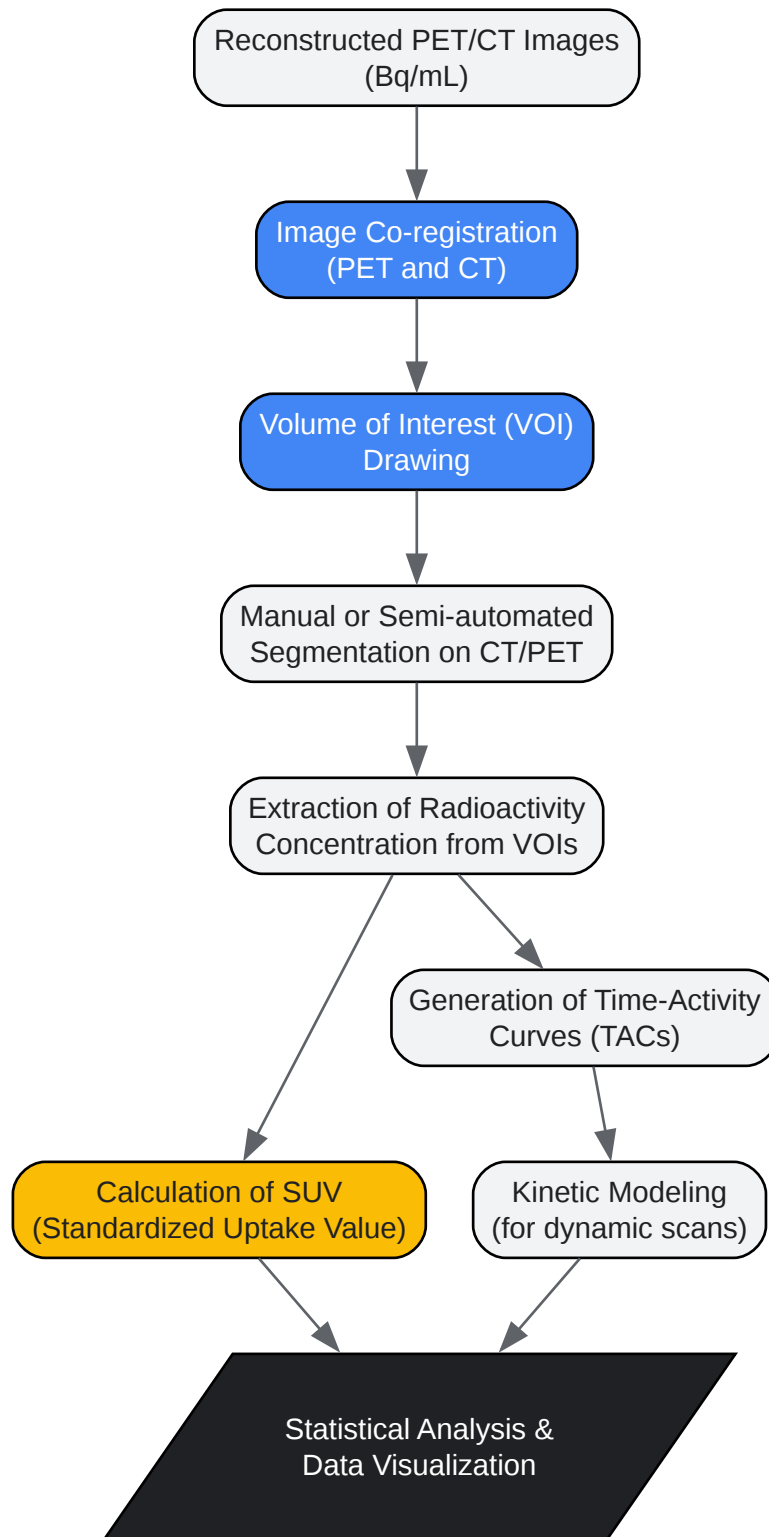 Reconstructed PET/CT Images
(Bq/mL)
Image Co-registration
(PET and CT)
Volume of Interest (VOI)
Drawing
Manual or Semi-automated
Segmentation on CT/PET
Extraction of Radioactivity
Concentration from VOIs
Generation of Time-Activity
Curves (TACs)
Calculation of SUV
(Standardized Uptake Value)
Kinetic Modeling
(for dynamic scans)
Statistical Analysis &
Data Visualization